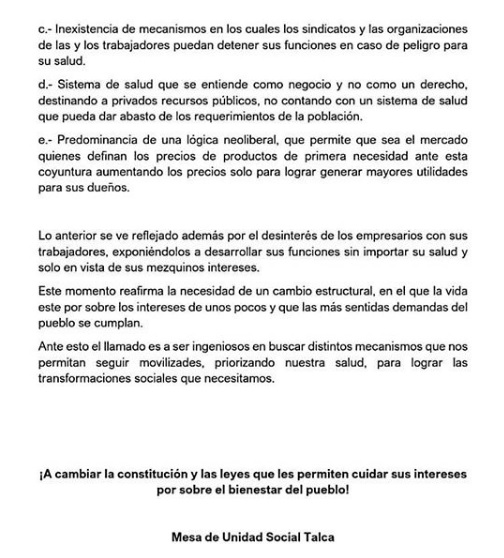 c.- Inexistencia de mecanismos en los cuales los sindicatos y las organizaciones
de las y los trabajadores puedan detener sus funciones en caso de peligro para
su salud.
d.- Sistema de salud que se entiende como negocio y no como un derecho,
destinando a privados recursos públicos, no contando con un sistema de salud
que pueda dar abasto de los requerimientos de la población.
e.- Predominancia de una lógica neoliberal, que permite que sea el mercado
quienes definan los precios de productos de primera necesidad ante esta
coyuntura aumentando los precios solo para lograr generar mayores utilidades
para sus dueños.
Lo anterior se ve reflejado además por el desinterés de los empresarios con sus
trabajadores, exponiéndolos a desarrollar sus funciones sin importar su salud y
solo en vista de sus mezquinos intereses.
Este momento reafirma la necesidad de un cambio estructural, en el que la vida
este por sobre los intereses de unos pocos y que las más sentidas demandas del
pueblo se cumplan.
Ante esto el llamado es a ser ingeniosos en buscar distintos mecanismos que nos
permitan seguir movilizades, priorizando nuestra salud, para lograr las
transformaciones sociales que necesitamos.
¡A cambiar la constitución y las leyes que les permiten cuidar sus intereses
por sobre el bienestar del pueblo!
Mesa de Unidad Social Talca